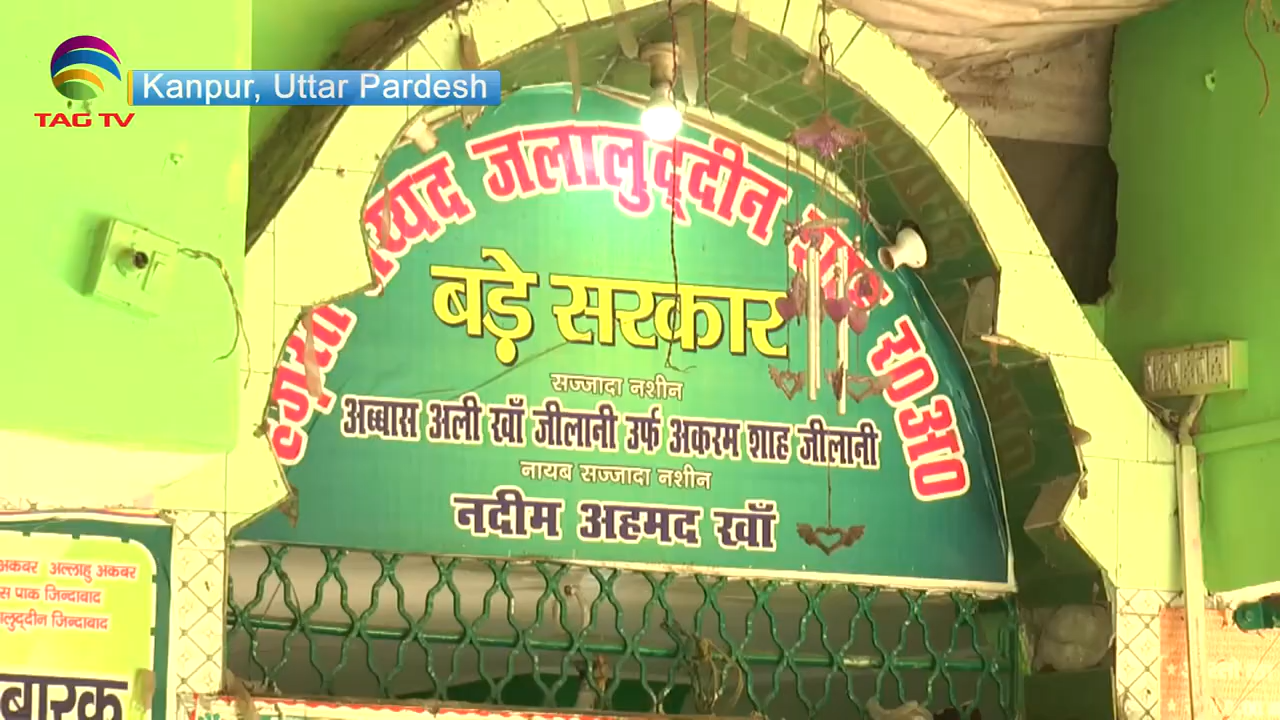 TAG TV
Kanpur, Uttar Pardesh
जलालुद्दीन
र०अ०
बड़े सरकार
सज्जादा नशीन
अब्बास अली खाँ जीलानी उर्फ अकरम शाह जीलानी
नायब सज्जादा नशीन
नदीम अहमद खाँ
अकबर अल्लाहु अकबर
पाक जिन्दाबाद
जिन्दाबाद